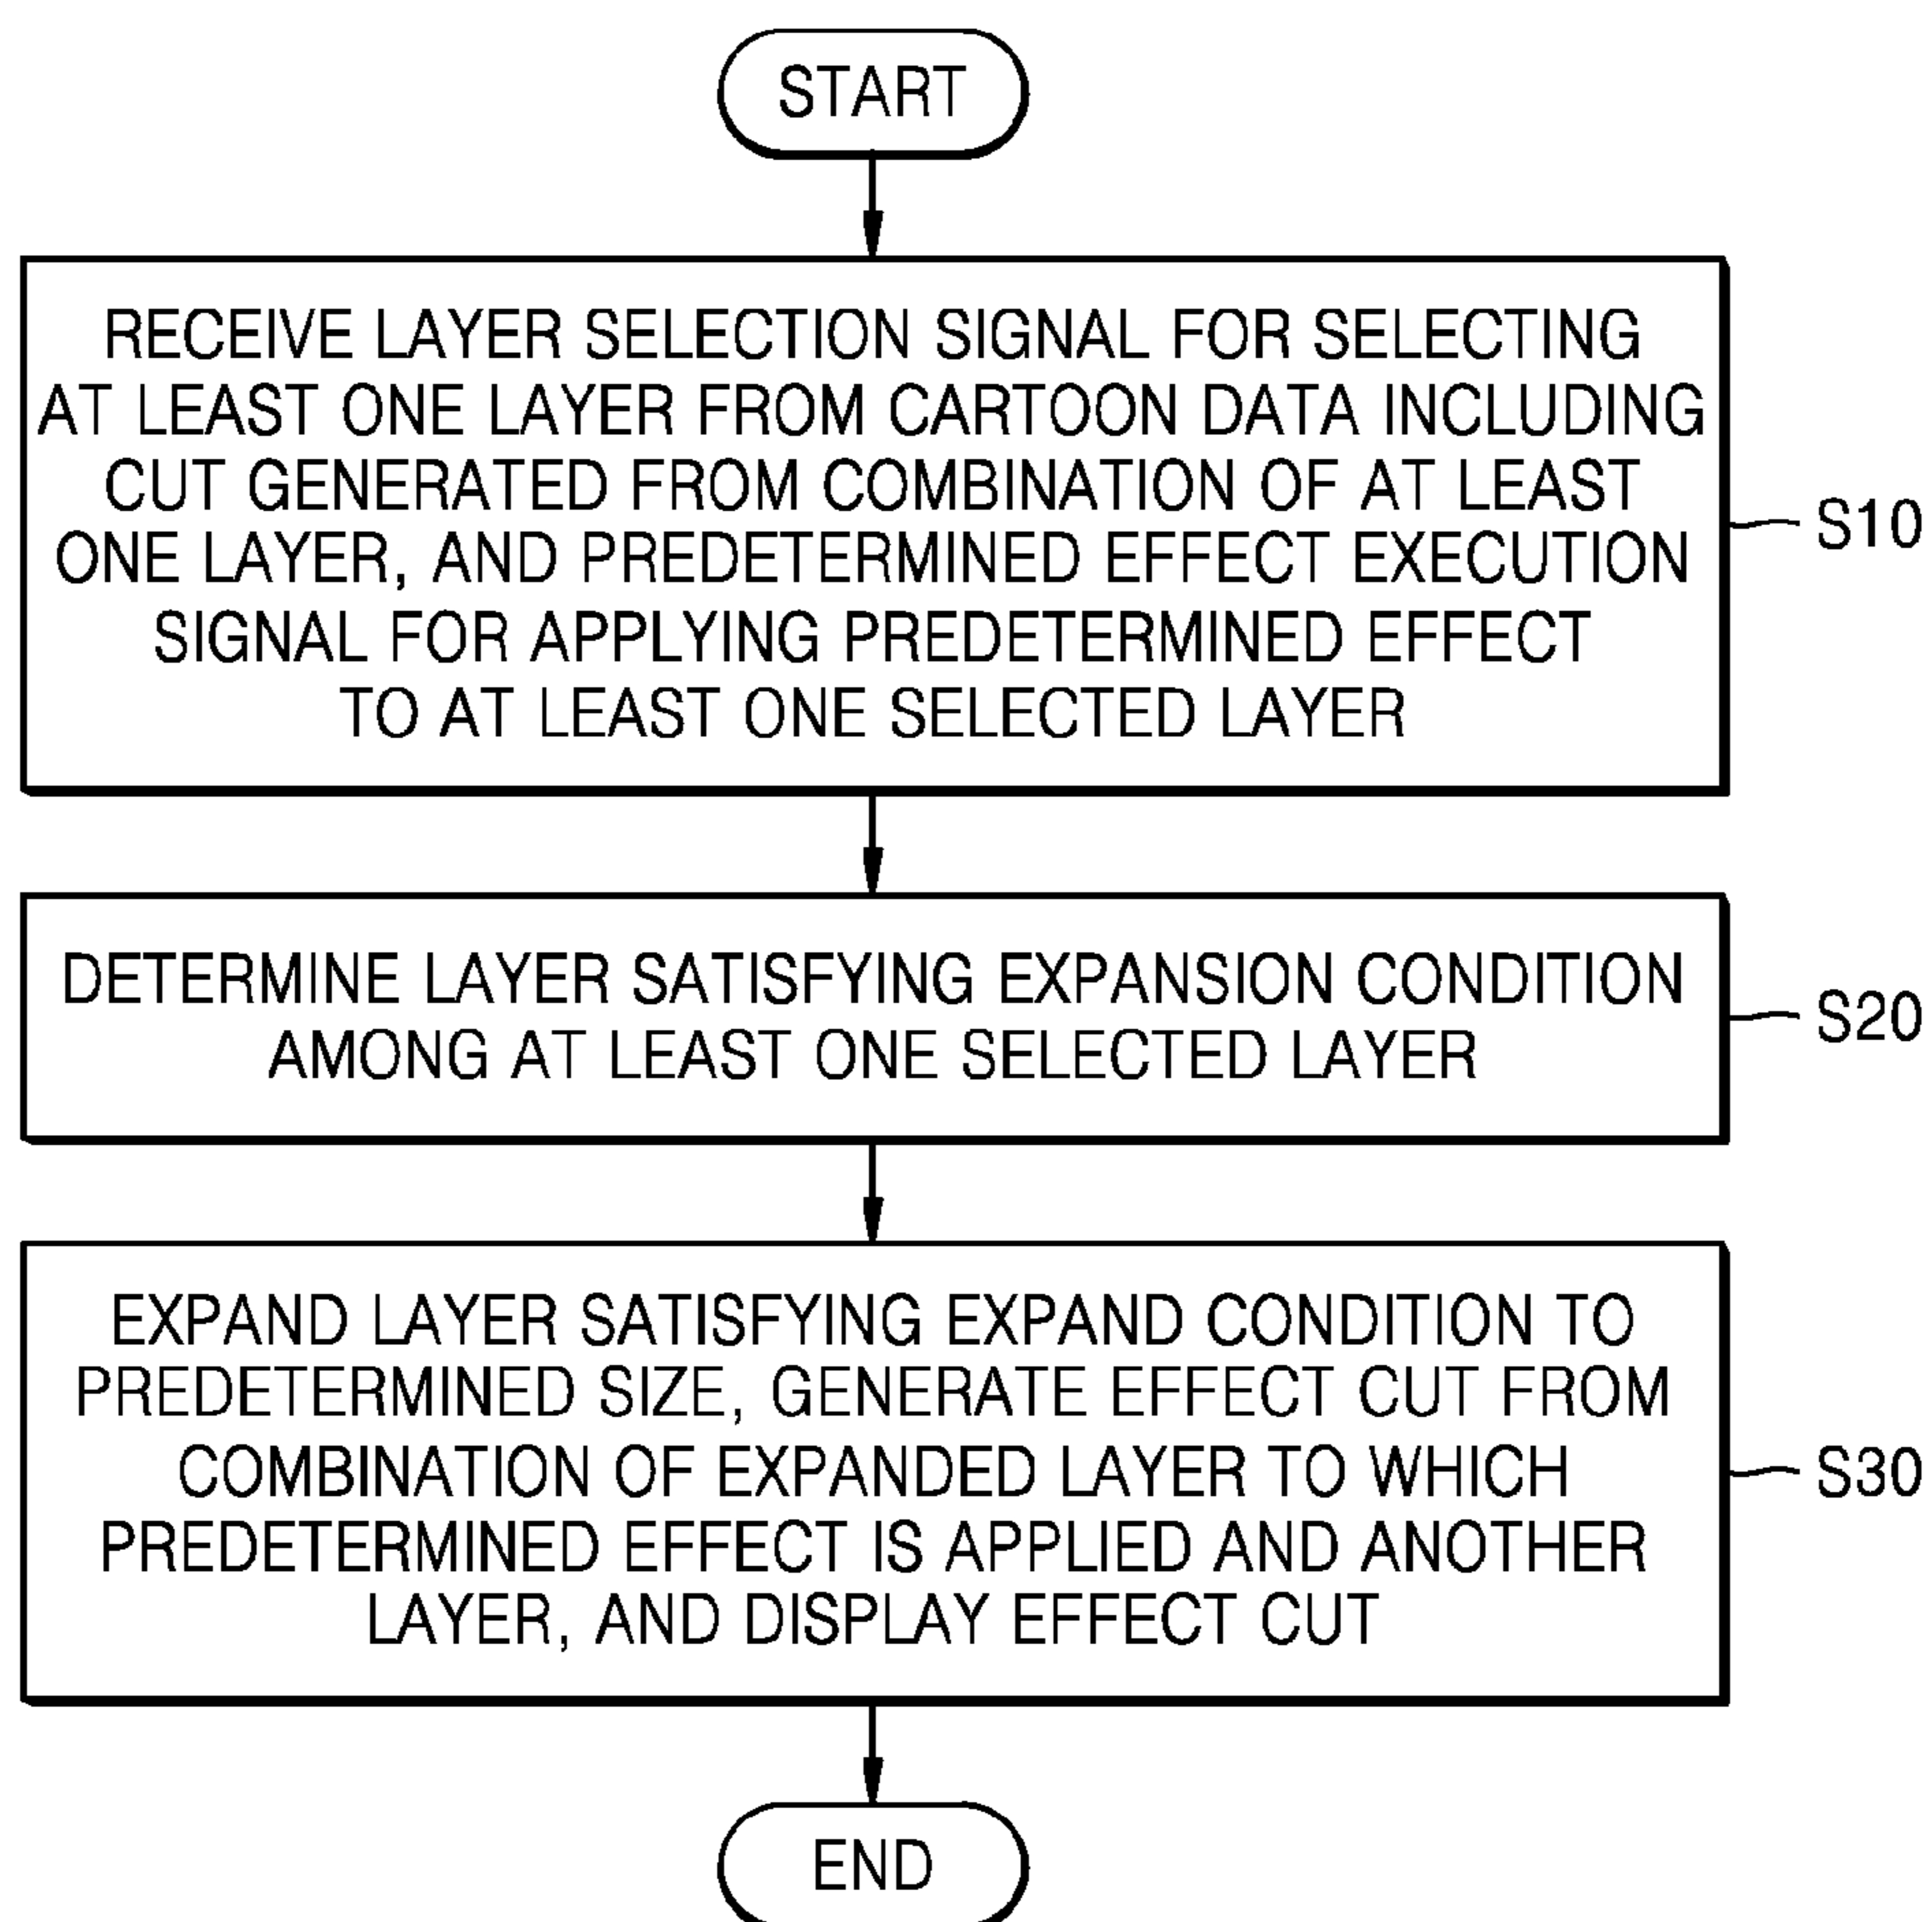 START
RECEIVE LAYER SELECTION SIGNAL FOR SELECTING
AT LEAST ONE LAYER FROM CARTOON DATA INCLUDING
CUT GENERATED FROM COMBINATION OF AT LEAST
ONE LAYER, AND PREDETERMINED EFFECT EXECUTION
SIGNAL FOR APPLYING PREDETERMINED EFFECT
TO AT LEAST ONE SELECTED LAYER
S10
DETERMINE LAYER SATISFYING EXPANSION CONDITION
AMONG AT LEAST ONE SELECTED LAYER
S20
EXPAND LAYER SATISFYING EXPAND CONDITION TO
PREDETERMINED SIZE, GENERATE EFFECT CUT FROM
COMBINATION OF EXPANDED LAYER TO WHICH
PREDETERMINED EFFECT IS APPLIED AND ANOTHER
LAYER, AND DISPLAY EFFECT CUT
S30
END